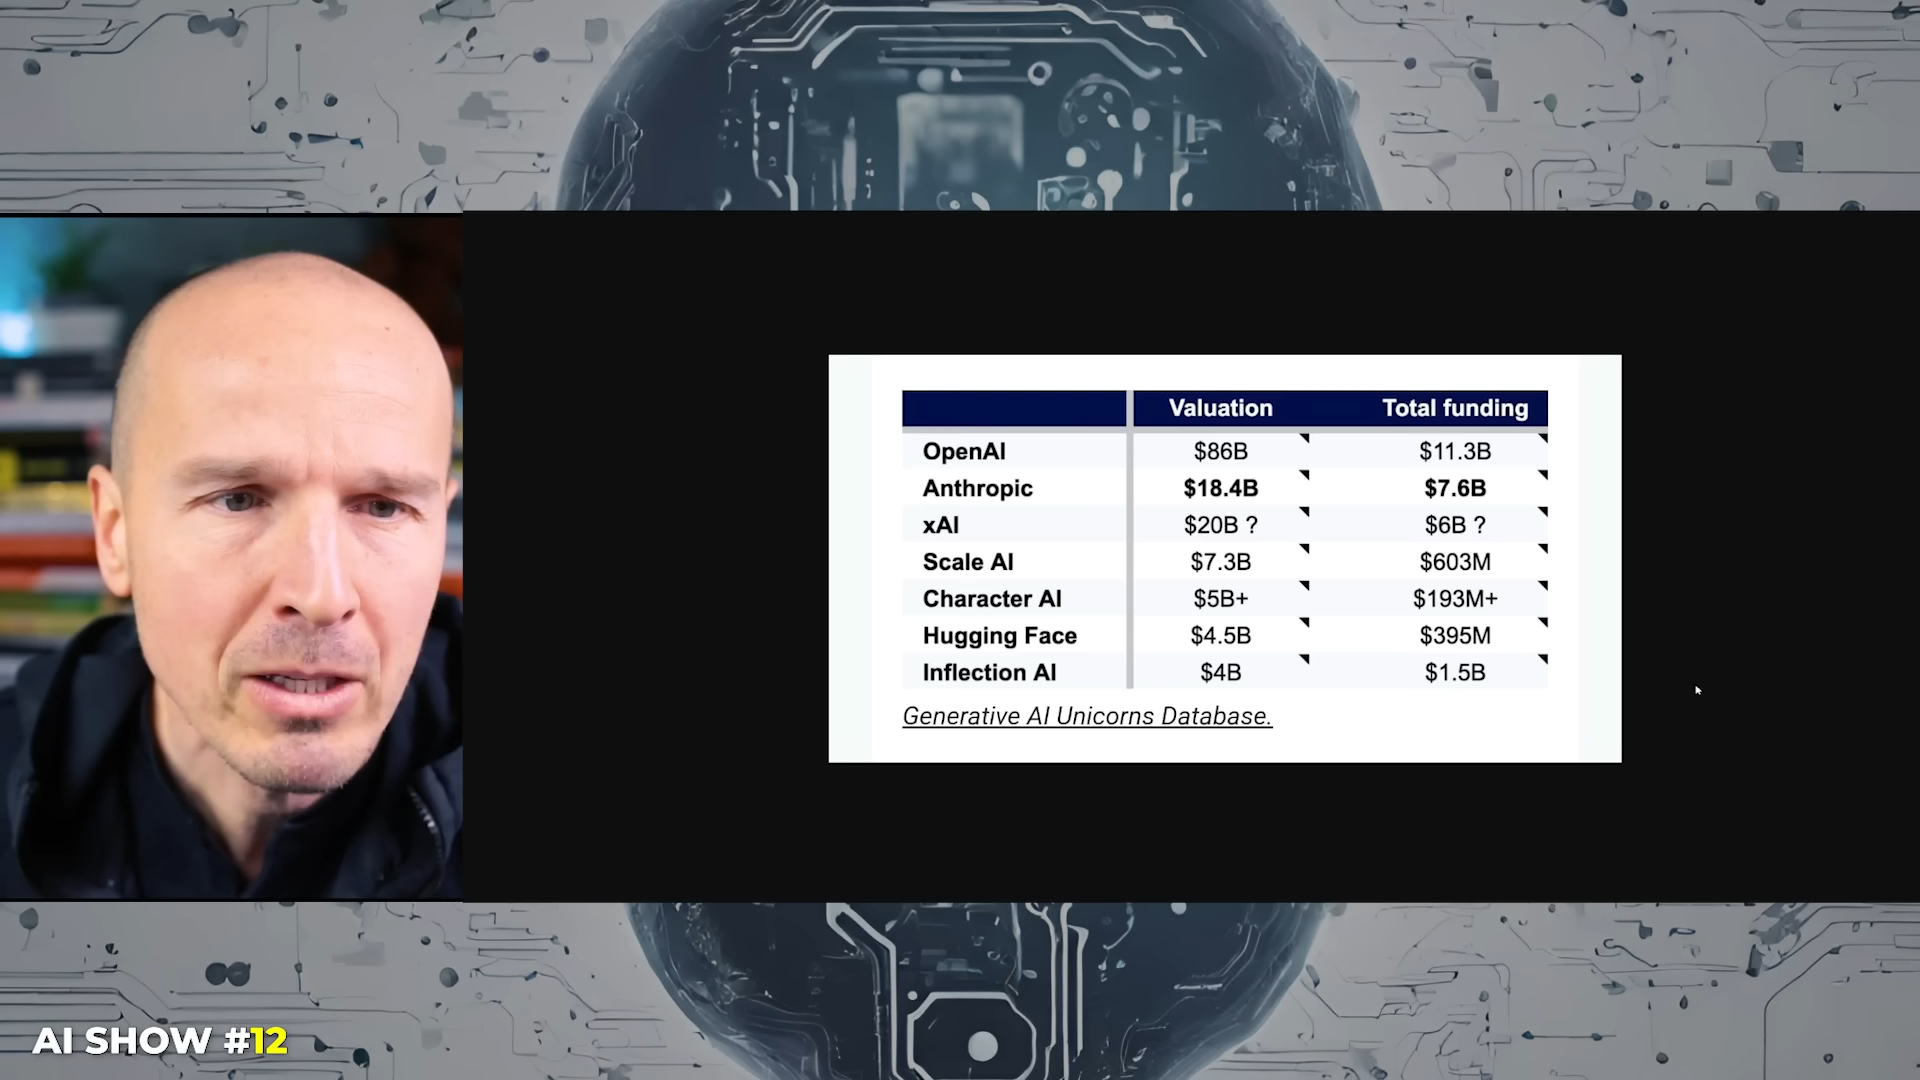 Valuation Total funding
OpenAI $86B $11.3B
Anthropic $18.4B $7.6B
xAI $20B ? $6B ?
Scale AI $7.3B $603M
Character AI $5B+ $193M+
Hugging Face $4.5B $395M
Inflection AI $4B $1.5B
Generative AI Unicorns Database.
AI SHOW #12